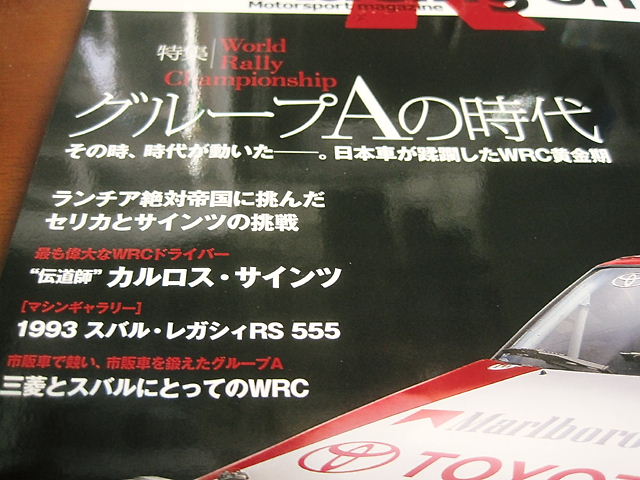 Motorsport magazine
特集
World
Rally
Championship
グループAの時代
その時、時代が動いた——。日本車が蹂躙したWRC黄金期
ランチア絶対帝国に挑んだ
セリカとサインツの挑戦
最も偉大なWRCドライバー
“伝道師”カルロス・サインツ
[マシンギャラリー]
1993 スバル・レガシィRS 555
市販車で競い、市販車を鍛えたグループA
三菱とスバルにとってのWRC
Marlboro
TOYOT